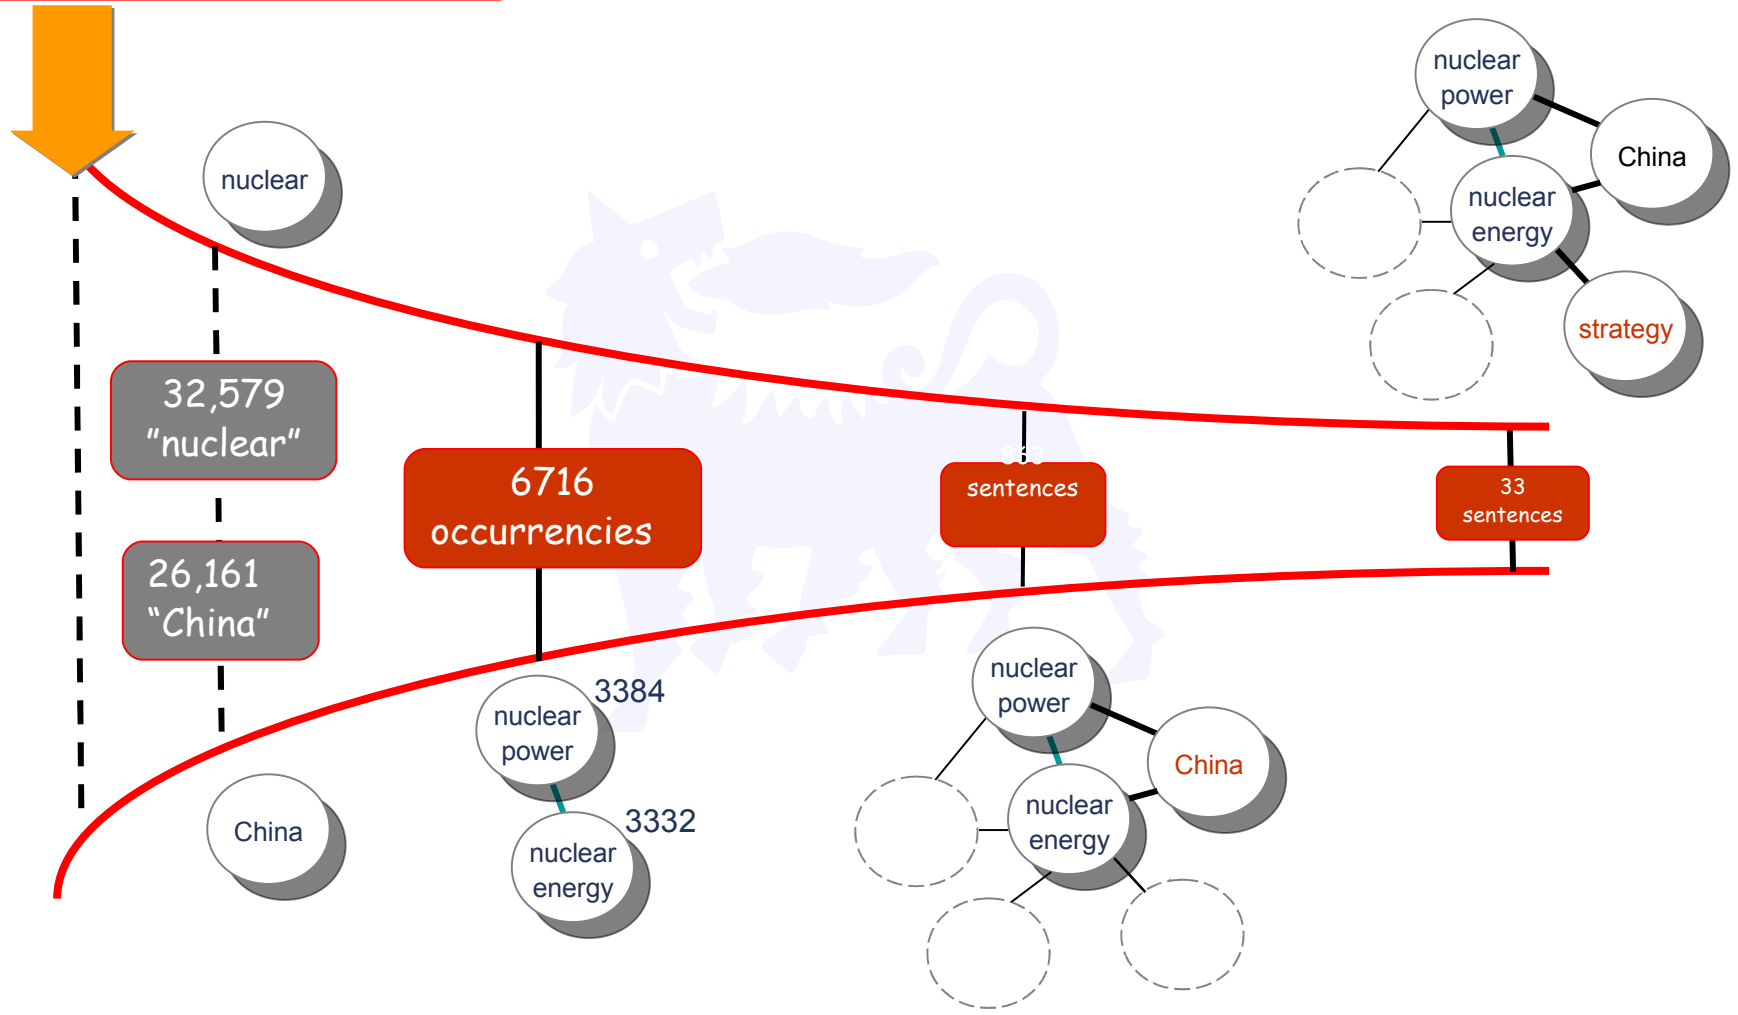 nuclear
32,579
"nuclear"
26,161
“China”
China
6716
occurrencies
nuclear
power
3384
nuclear
energy
3332
863
sentences
nuclear
power
China
nuclear
energy
33
sentences
nuclear
power
China
nuclear
energy
strategy